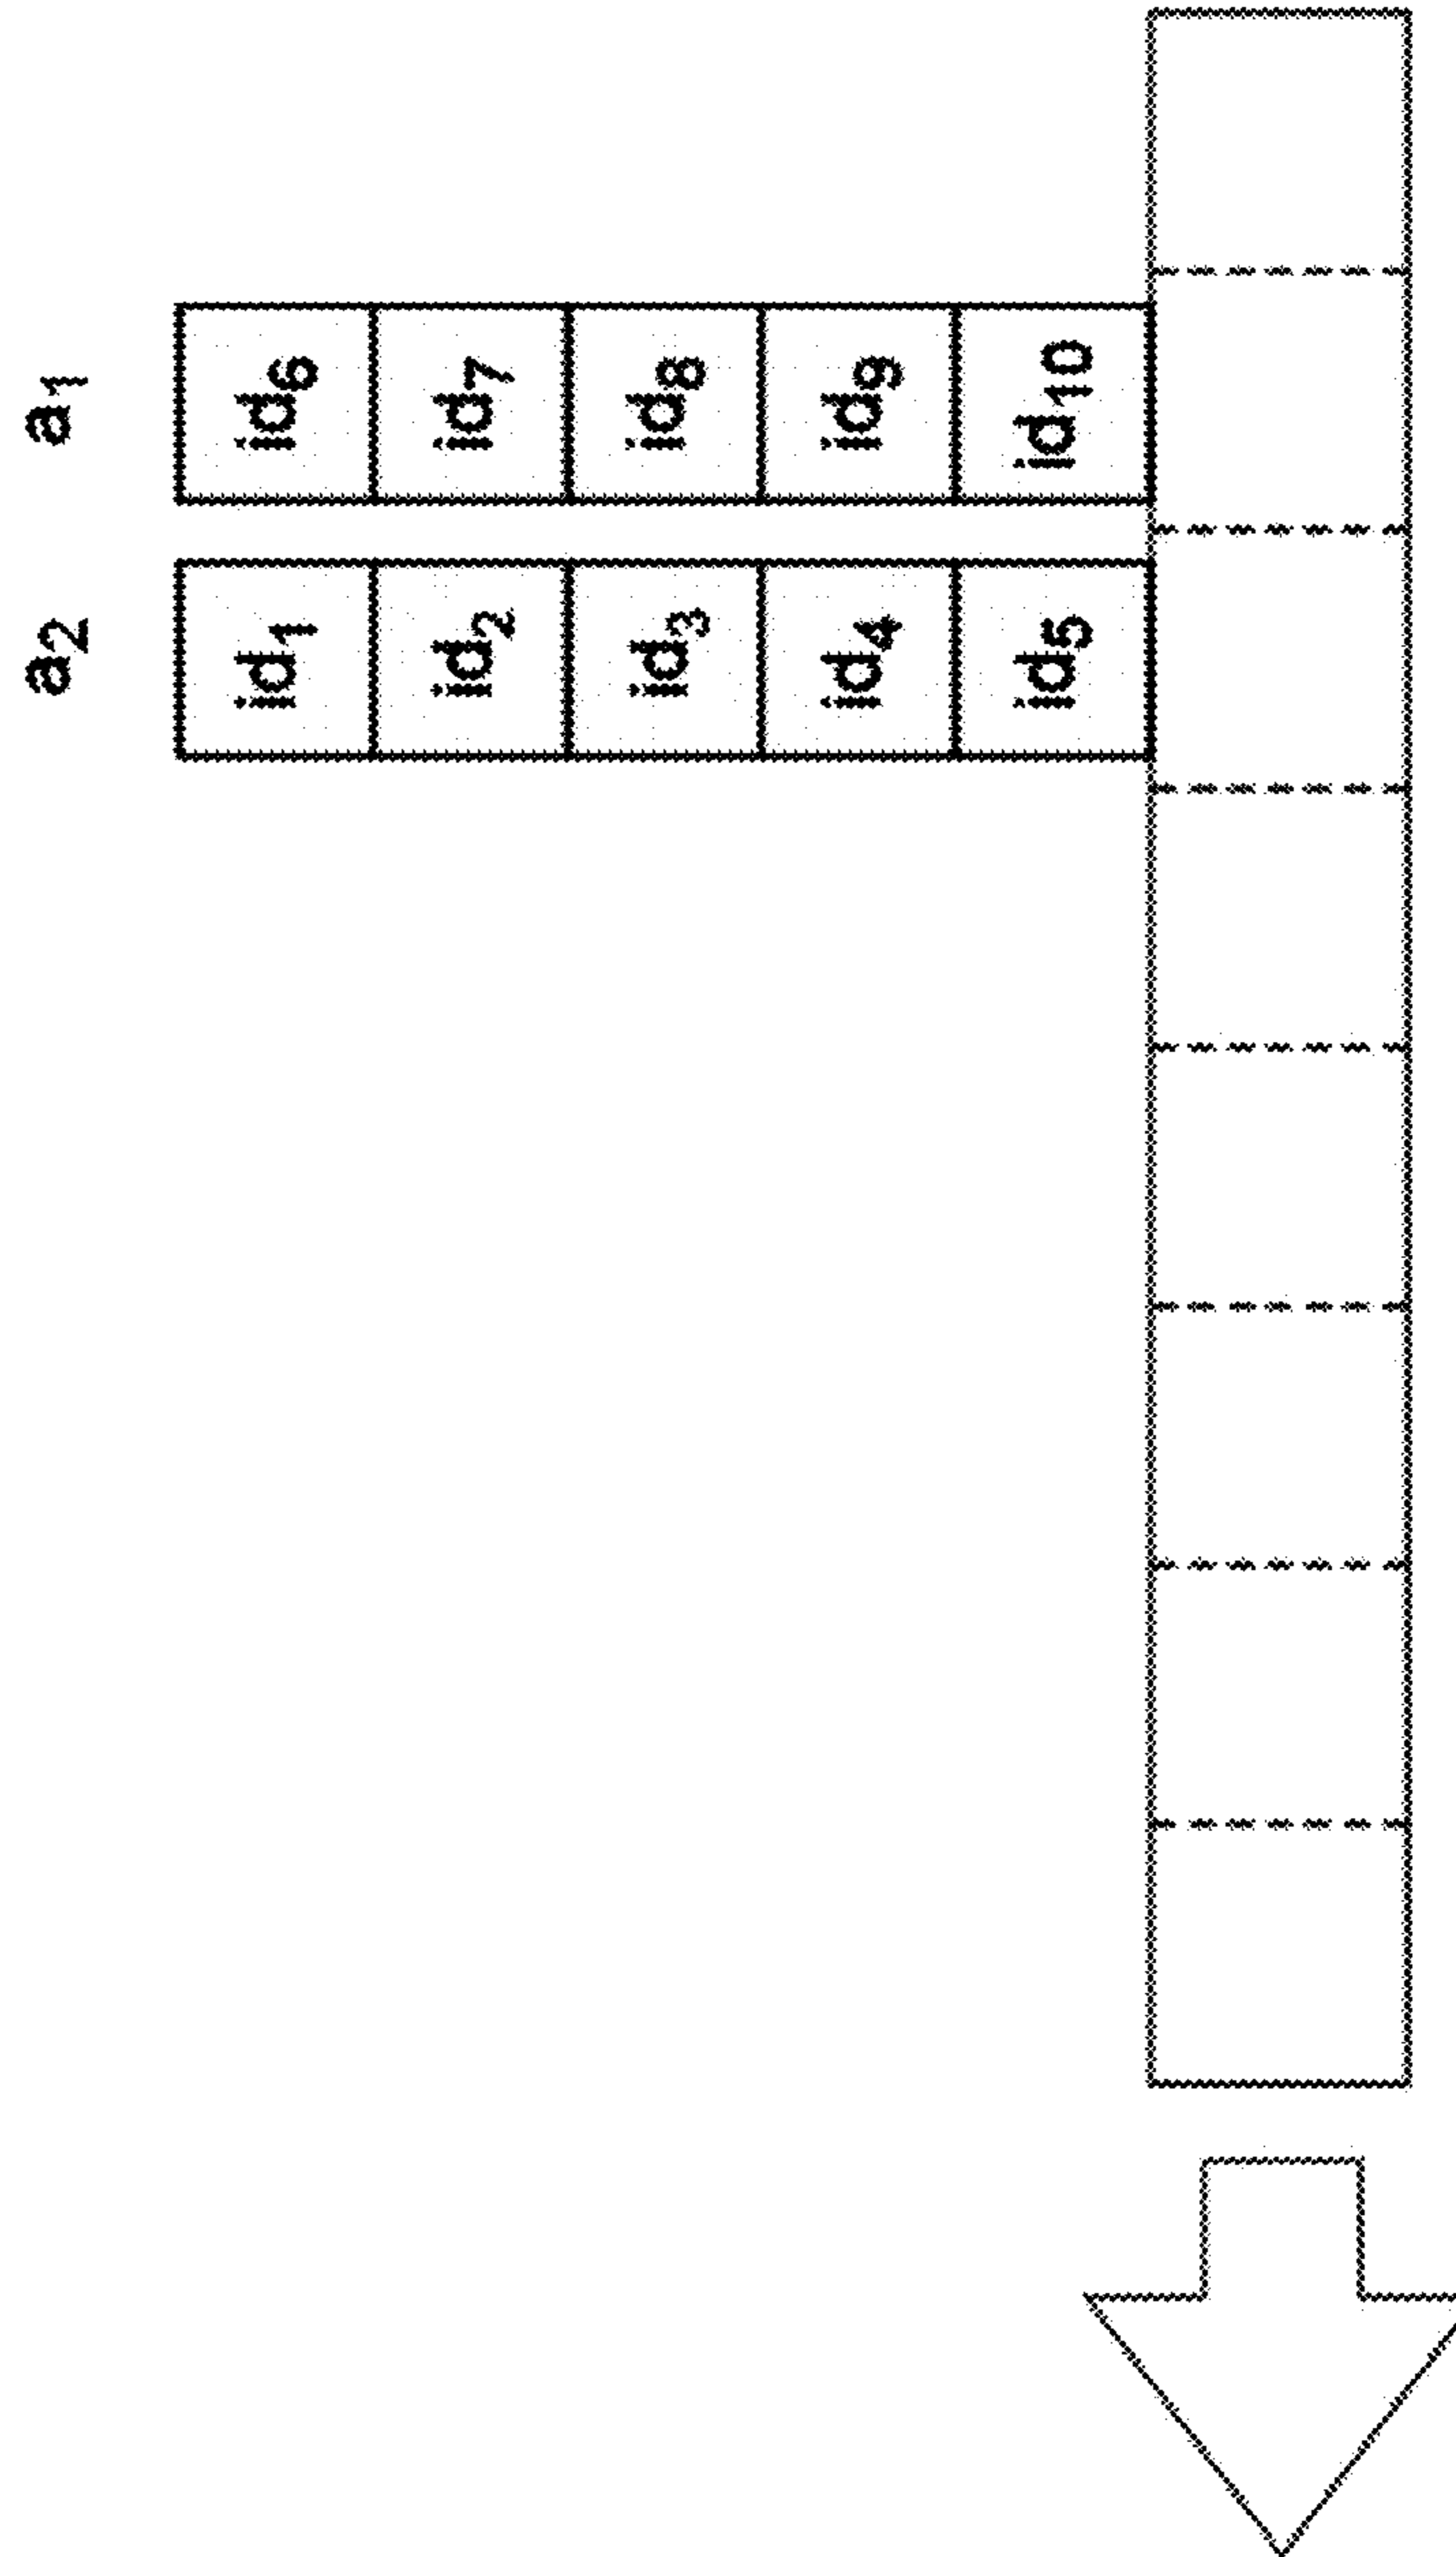 a₂ a₁
id₁ id₆
id₂ id₇
id₃ id₈
id₄ id₉
id₅ id₁₀